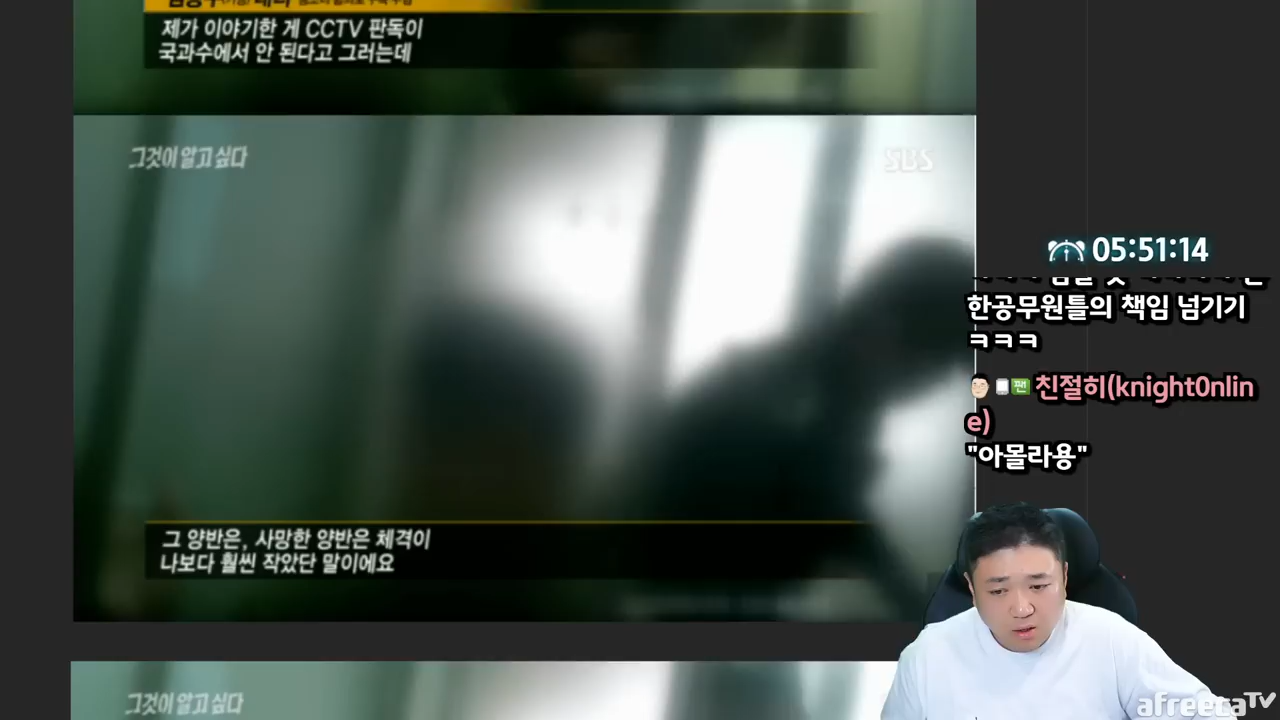 제가 이야기한 게 CCTV 판독이
국과수에서 안 된다고 그러는데
그것이 알고싶다
SBS
05:51:14
한공무원틀의 책임 넘기기
ㅋㅋㅋ
짼 친절히(knight0nlin
e)
"아몰라용"
그 양반은, 사망한 양반은 체격이
나보다 훨씬 작았단 말이에요
그것이 알고싶다
afreecaTV